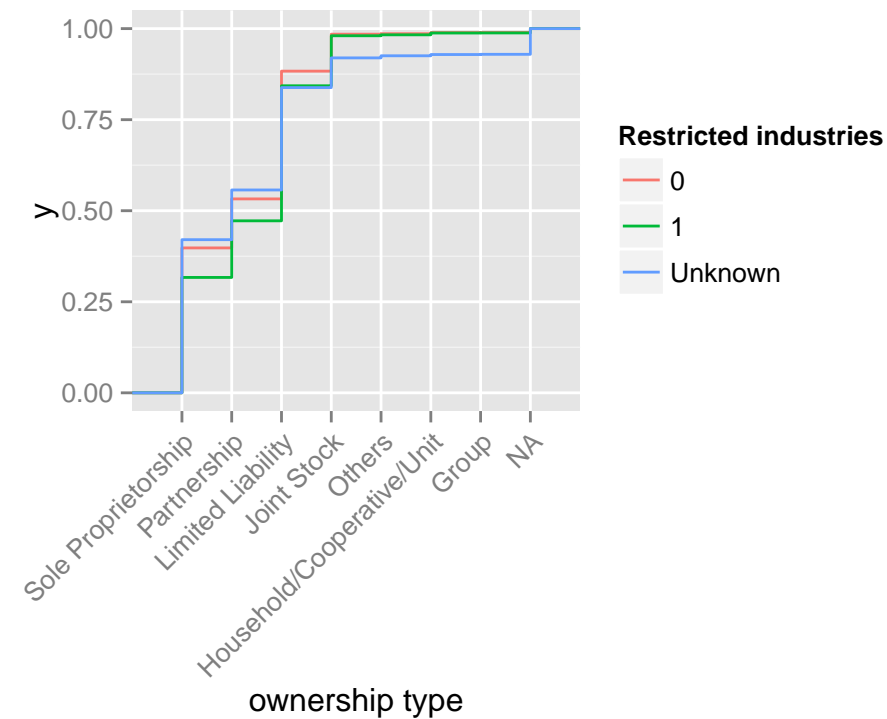 1.00
0.75
0.50
0.25
0.00
y
Sole Proprietorship
Partnership
Limited Liability
Joint Stock
Others
Household/Cooperative/Unit
Group
NA
ownership type
Restricted industries
0
1
Unknown